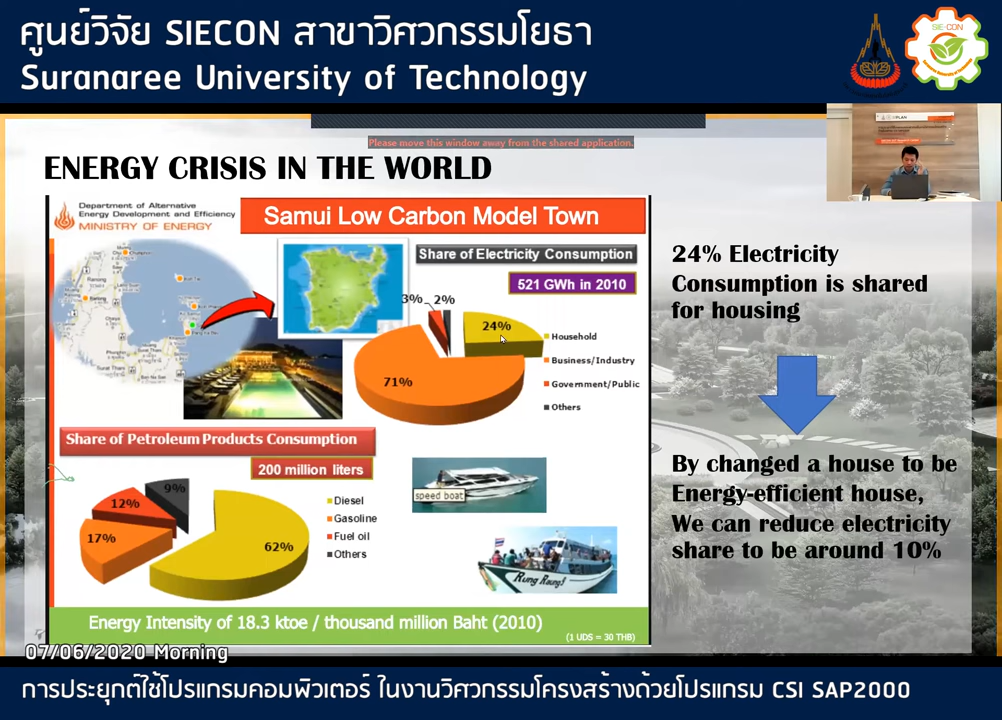 ศูนย์วิจัย SIECON สาขาวิศวกรรมโยธา
Suranaree University of Technology
SIE-CON
Please move this window away from the shared application.
ENERGY CRISIS IN THE WORLD
Department of Alternative
Energy Development and Efficiency
MINISTRY OF ENERGY
Samui Low Carbon Model Town
Share of Electricity Consumption
521 GWh in 2010
3%
2%
24%
71%
Household
Business/Industry
Government/Public
Others
24% Electricity
Consumption is shared
for housing
Share of Petroleum Products Consumption
200 million liters
9%
12%
17%
62%
Diesel
Gasoline
Fuel oil
Others
speed boat
Rung Raung
By changed a house to be
Energy-efficient house,
We can reduce electricity
share to be around 10%
Energy Intensity of 18.3 ktoe / thousand million Baht (2010)
(1 UDS = 30 THB)
07/06/2020 Morning
การประยุกต์ใช้โปรแกรมคอมพิวเตอร์ ในงานวิศวกรรมโครงสร้างด้วยโปรแกรม CSI SAP2000